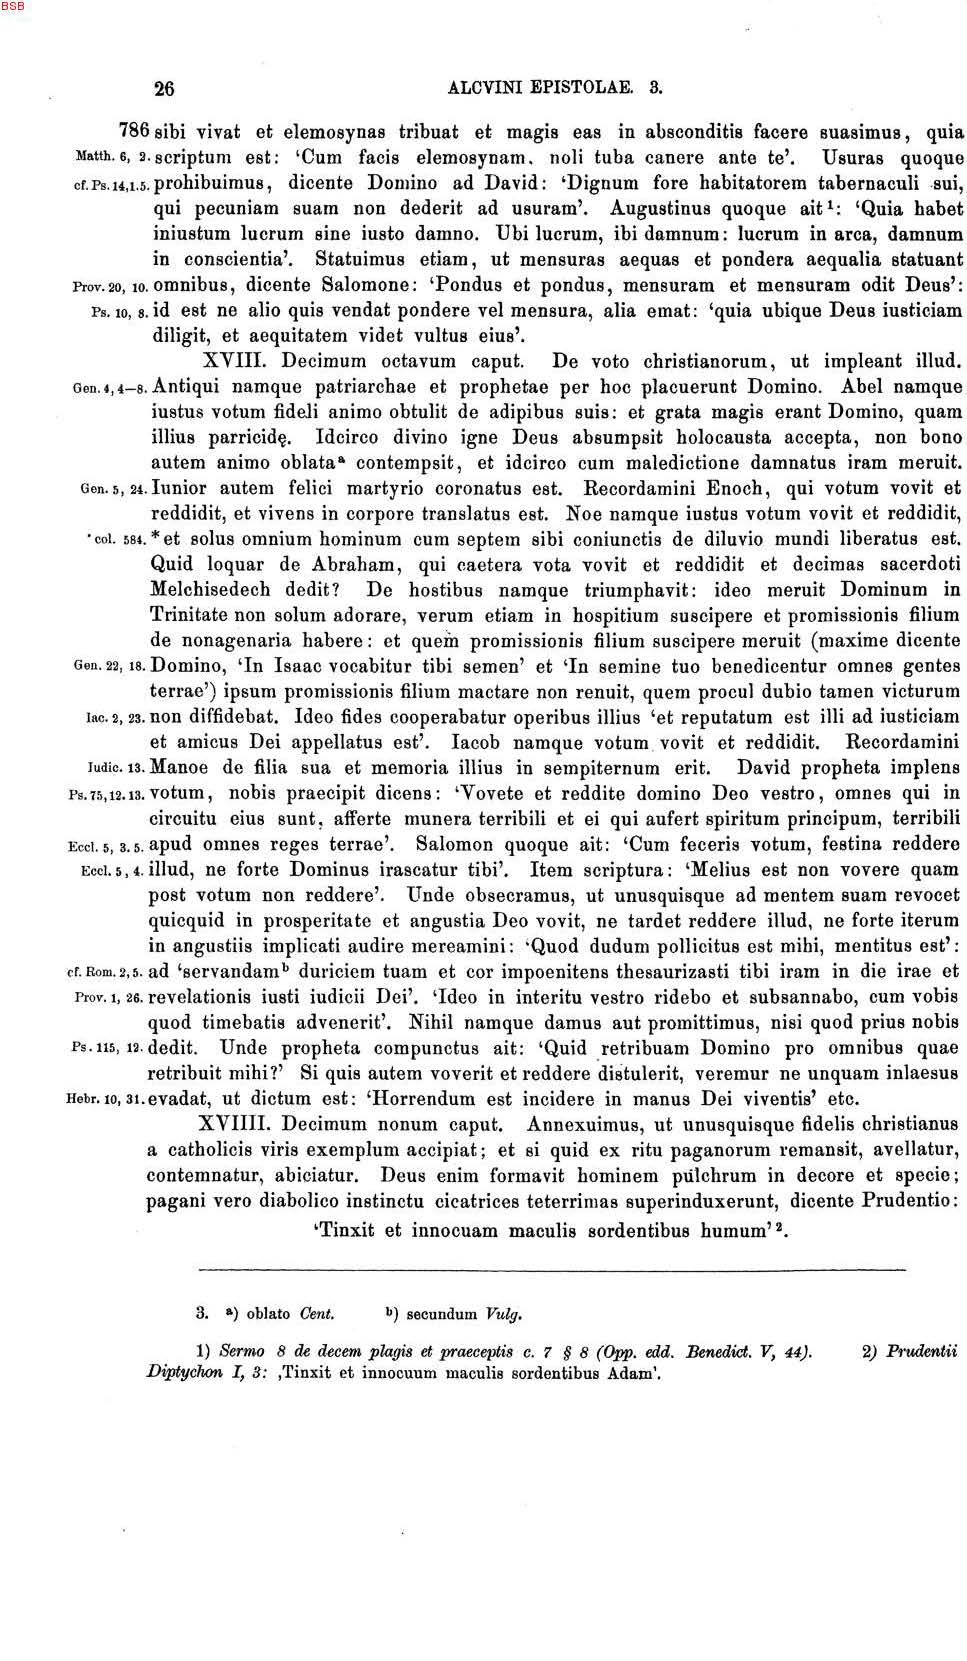 BSB
26 ALCVINI EPISTOLAE. 3.
786 sibi vivat et elemosynas tribuat et magis eas in absconditis facere suasimus, quia
Matth. 6, 2. scriptum est: ‘Cum facis elemosynam, noli tuba canere ante te’. Usuras quoque
cf. Ps. 14,1.5. prohibuimus, dicente Domino ad David: ‘Dignum fore habitatorem tabernaculi sui,
qui pecuniam suam non dederit ad usuram’. Augustinus quoque ait¹: ‘Quia habet
iniustum lucrum sine iusto damno. Ubi lucrum, ibi damnum: lucrum in arca, damnum
in conscientia’. Statuimus etiam, ut mensuras aequas et pondera aequalia statuant
Prov. 20, 10. omnibus, dicente Salomone: ‘Pondus et pondus, mensuram et mensuram odit Deus’:
Ps. 10, 8. id est ne alio quis vendat pondere vel mensura, alia emat: ‘quia ubique Deus iusticiam
diligit, et aequitatem videt vultus eius’.
XVIII. Decimum octavum caput. De voto christianorum, ut impleant illud.
Gen. 4, 4—8. Antiqui namque patriarchae et prophetae per hoc placuerunt Domino. Abel namque
iustus votum fideli animo obtulit de adipibus suis: et grata magis erant Domino, quam
illius parricidę. Idcirco divino igne Deus absumpsit holocausta accepta, non bono
autem animo oblataᵃ contempsit, et idcirco cum maledictione damnatus iram meruit.
Gen. 5, 24. Iunior autem felici martyrio coronatus est. Recordamini Enoch, qui votum vovit et
reddidit, et vivens in corpore translatus est. Noe namque iustus votum vovit et reddidit,
* col. 584. *et solus omnium hominum cum septem sibi coniunctis de diluvio mundi liberatus est.
Quid loquar de Abraham, qui caetera vota vovit et reddidit et decimas sacerdoti
Melchisedech dedit? De hostibus namque triumphavit: ideo meruit Dominum in
Trinitate non solum adorare, verum etiam in hospitium suscipere et promissionis filium
de nonagenaria habere: et quem promissionis filium suscipere meruit (maxime dicente
Gen. 22, 18. Domino, ‘In Isaac vocabitur tibi semen’ et ‘In semine tuo benedicentur omnes gentes
terrae’) ipsum promissionis filium mactare non renuit, quem procul dubio tamen victurum
Iac. 2, 23. non diffidebat. Ideo fides cooperabatur operibus illius ‘et reputatum est illi ad iusticiam
et amicus Dei appellatus est’. Iacob namque votum vovit et reddidit. Recordamini
Iudic. 13. Manoe de filia sua et memoria illius in sempiternum erit. David propheta implens
Ps. 75,12.13. votum, nobis praecipit dicens: ‘Vovete et reddite domino Deo vestro, omnes qui in
circuitu eius sunt, afferte munera terribili et ei qui aufert spiritum principum, terribili
Eccl. 5, 3. 5. apud omnes reges terrae’. Salomon quoque ait: ‘Cum feceris votum, festina reddere
Eccl. 5, 4. illud, ne forte Dominus irascatur tibi’. Item scriptura: ‘Melius est non vovere quam
post votum non reddere’. Unde obsecramus, ut unusquisque ad mentem suam revocet
quicquid in prosperitate et angustia Deo vovit, ne tardet reddere illud, ne forte iterum
in angustiis implicati audire mereamini: ‘Quod dudum pollicitus est mihi, mentitus est’:
cf. Rom. 2, 5. ad ‘servandamᵇ duriciem tuam et cor impoenitens thesaurizasti tibi iram in die irae et
Prov. 1, 26. revelationis iusti iudicii Dei’. ‘Ideo in interitu vestro ridebo et subsannabo, cum vobis
quod timebatis advenerit’. Nihil namque damus aut promittimus, nisi quod prius nobis
Ps. 115, 12. dedit. Unde propheta compunctus ait: ‘Quid retribuam Domino pro omnibus quae
retribuit mihi?’ Si quis autem voverit et reddere distulerit, veremur ne unquam inlaesus
Hebr. 10, 31. evadat, ut dictum est: ‘Horrendum est incidere in manus Dei viventis’ etc.
XVIIII. Decimum nonum caput. Annexuimus, ut unusquisque fidelis christianus
a catholicis viris exemplum accipiat; et si quid ex ritu paganorum remansit, avellatur,
contemnatur, abiciatur. Deus enim formavit hominem pulchrum in decore et specie;
pagani vero diabolico instinctu cicatrices teterrimas superinduxerunt, dicente Prudentio:
‘Tinxit et innocuam maculis sordentibus humum’².
3. ᵃ) oblato Cent. ᵇ) secundum Vulg.
1) Sermo 8 de decem plagis et praeceptis c. 7 § 8 (Opp. edd. Benedict. V, 44). 2) Prudentii
Diptychon I, 3: ‚Tinxit et innocuum maculis sordentibus Adam'.